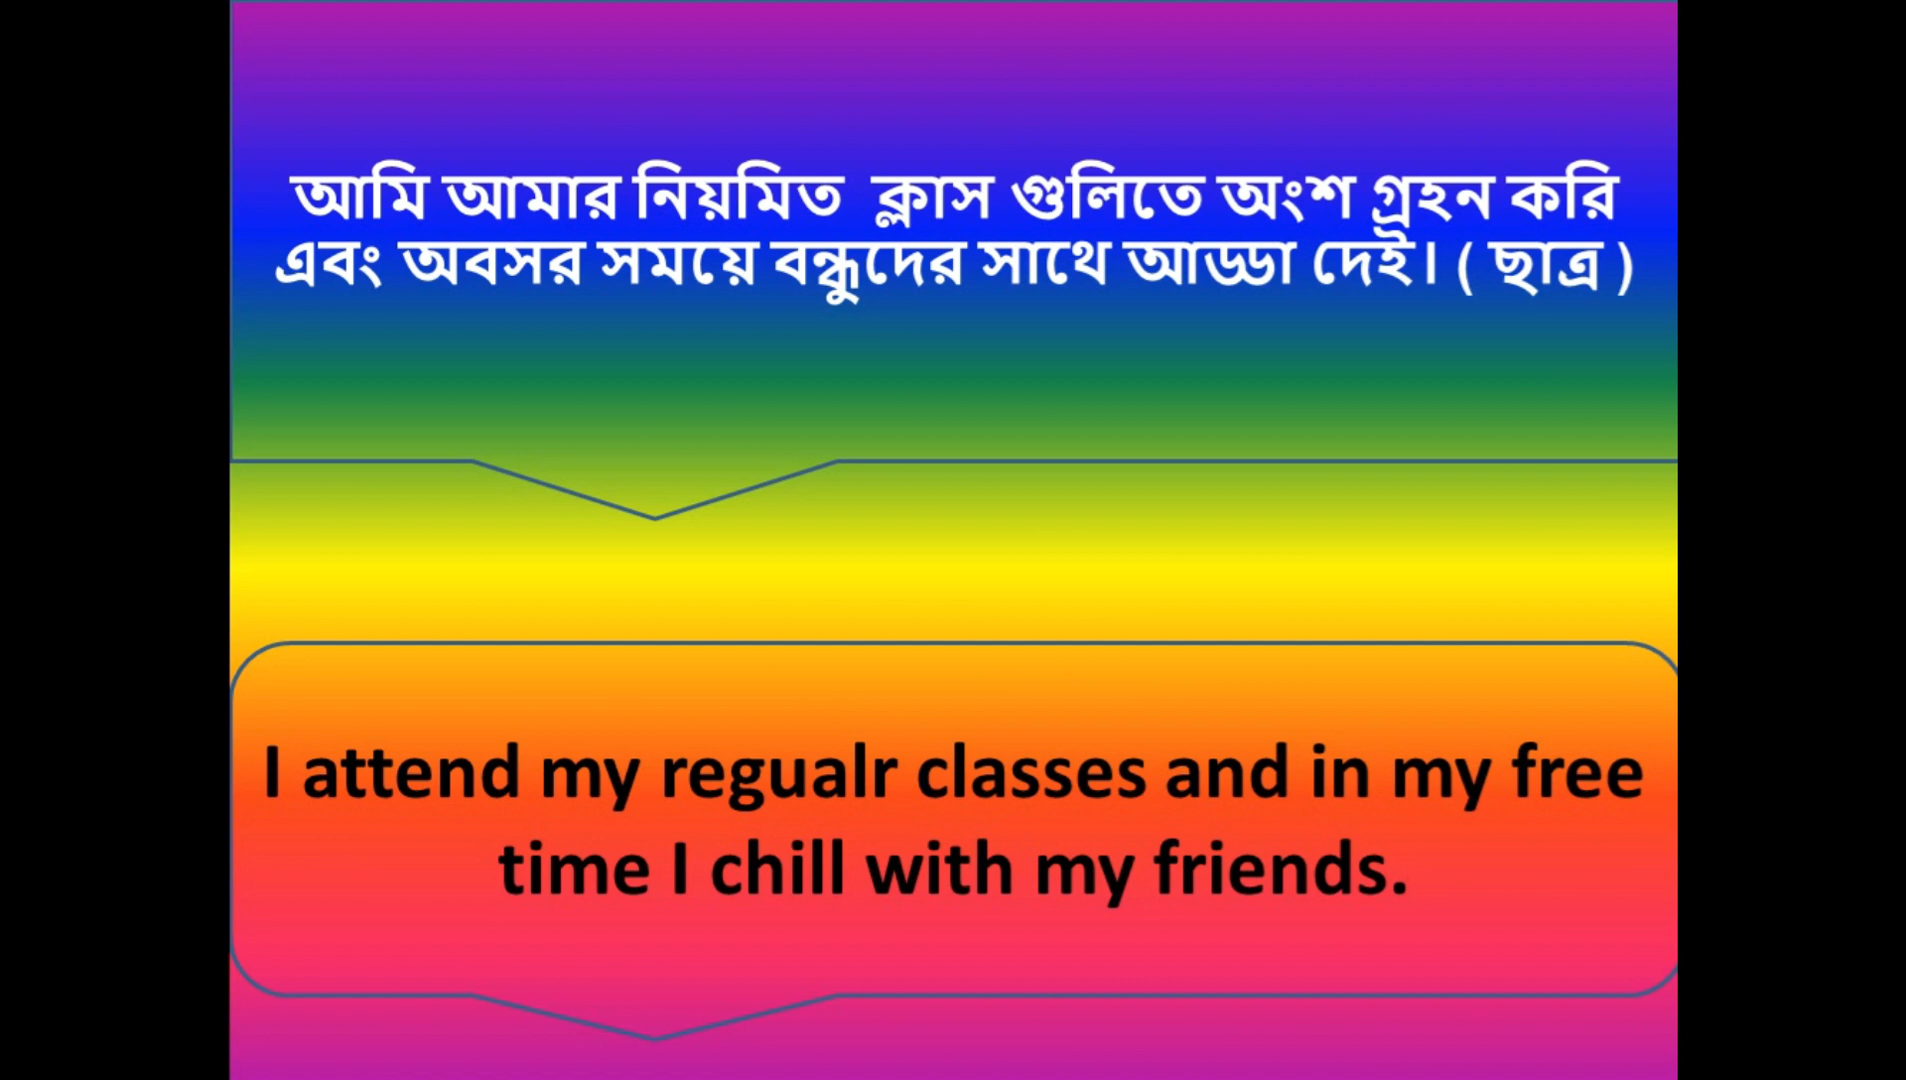 আমি আমার নিয়মিত ক্লাস গুলিতে অংশ গ্রহন করি
এবং অবসর সময়ে বন্ধুদের সাথে আড্ডা দেই। ( ছাত্র )
I attend my regualr classes and in my free
time I chill with my friends.